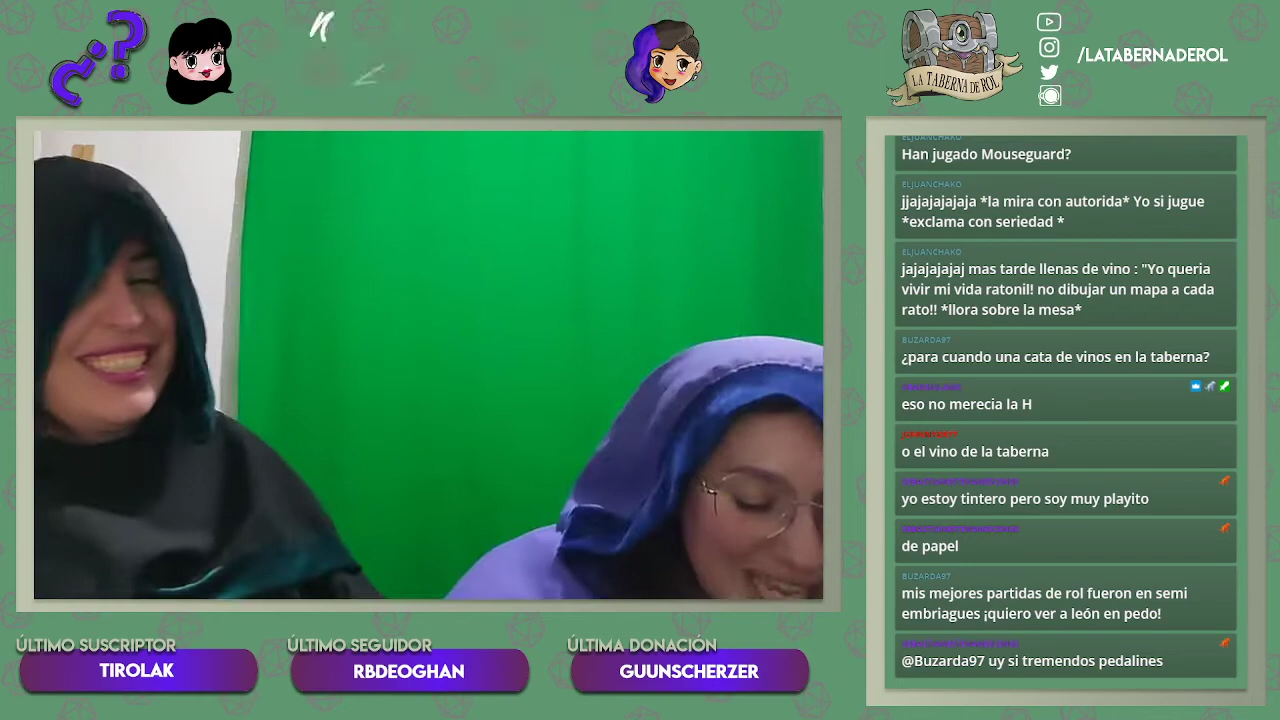 ¿?
n
LA TABERNA DE ROL
/LATABERNADEROL
ELJUANCHAKO
Han jugado Mouseguard?
ELJUANCHAKO
jjajajajajaja *la mira con autorida* Yo si jugue
*exclama con seriedad *
ELJUANCHAKO
jajajajajaj mas tarde llenas de vino : "Yo queria
vivir mi vida ratonil! no dibujar un mapa a cada
rato!! *llora sobre la mesa*
BUZARDA97
¿para cuando una cata de vinos en la taberna?
eso no merecia la H
o el vino de la taberna
yo estoy tintero pero soy muy playito
de papel
BUZARDA97
mis mejores partidas de rol fueron en semi
embriagues ¡quiero ver a león en pedo!
@Buzarda97 uy si tremendos pedalines
ÚLTIMO SUSCRIPTOR
TIROLAK
ÚLTIMO SEGUIDOR
RBDEOGHAN
ÚLTIMA DONACIÓN
GUUNSCHERZER